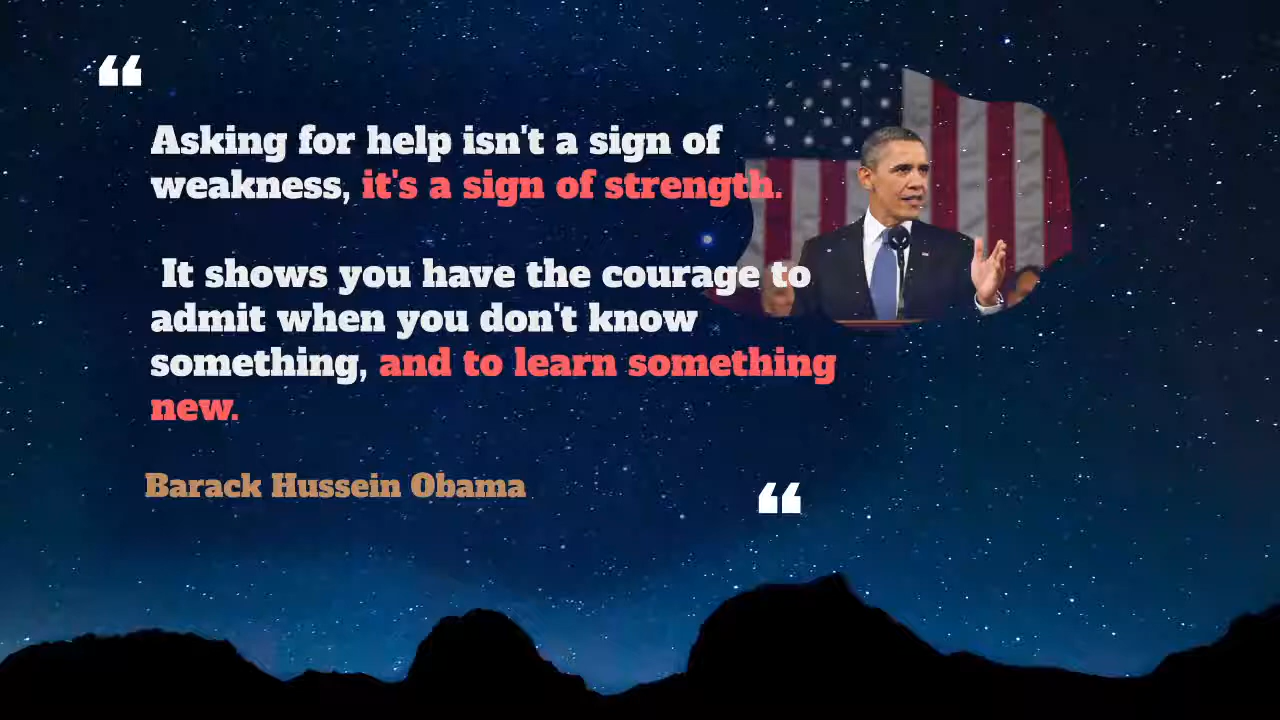 ❝
Asking for help isn't a sign of
weakness, it's a sign of strength.
It shows you have the courage to
admit when you don't know
something, and to learn something
new.
Barack Hussein Obama
❝